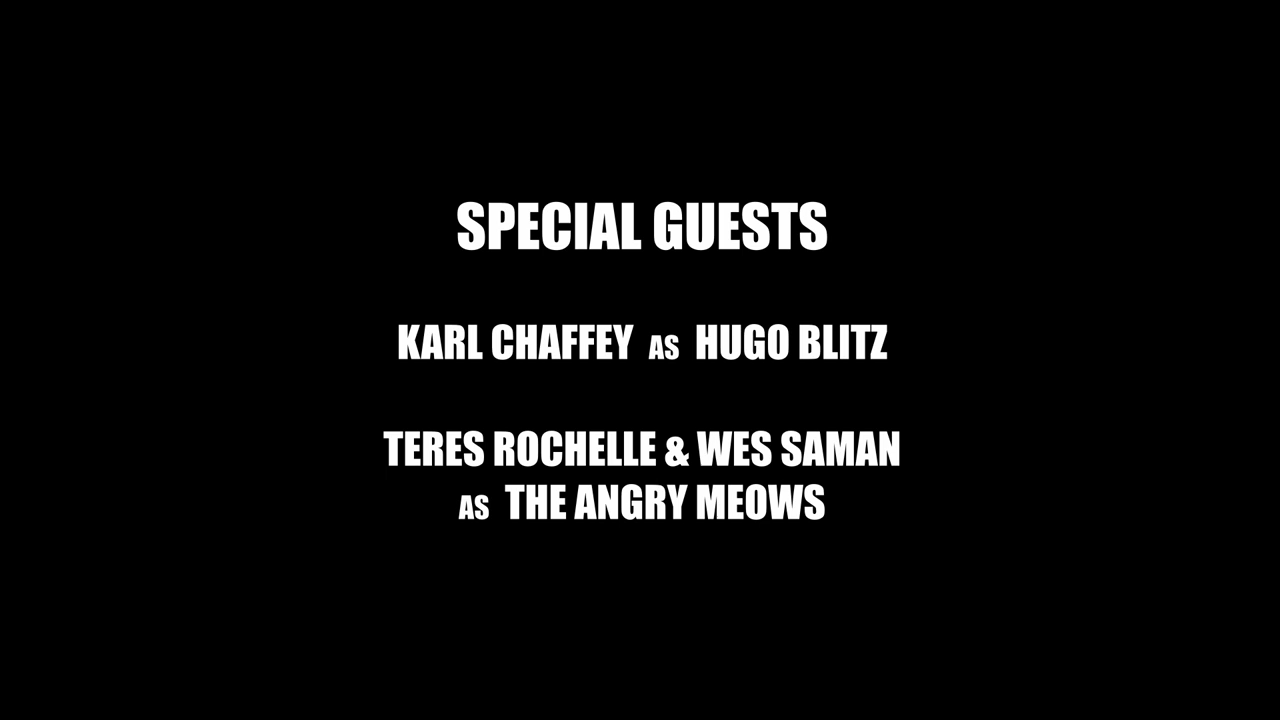 SPECIAL GUESTS
KARL CHAFFEY AS HUGO BLITZ
TERES ROCHELLE & WES SAMAN
AS THE ANGRY MEOWS